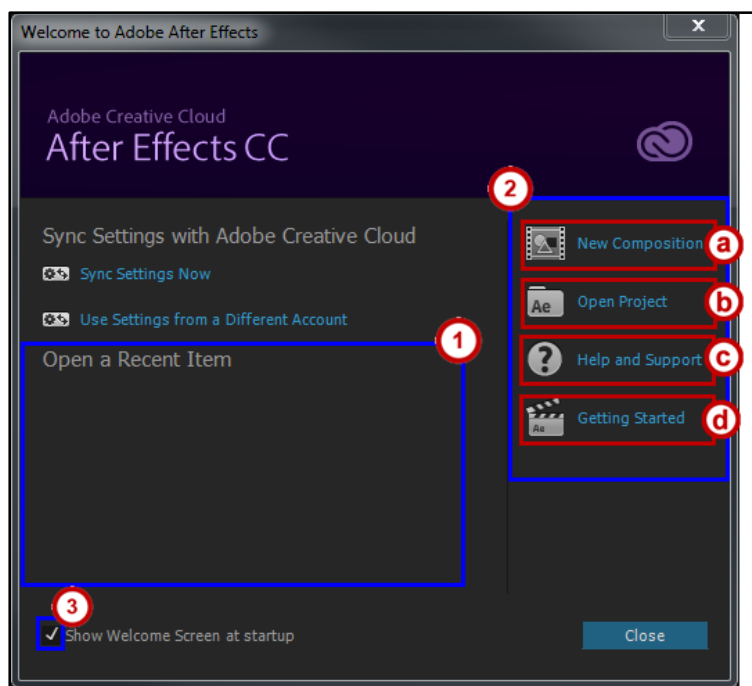 Welcome to Adobe After Effects
x
Adobe Creative Cloud
After Effects CC
2
Sync Settings with Adobe Creative Cloud
Sync Settings Now
Use Settings from a Different Account
1
Open a Recent Item
New Composition a
Ae Open Project b
? Help and Support c
Ae Getting Started d
3
Show Welcome Screen at startup
Close